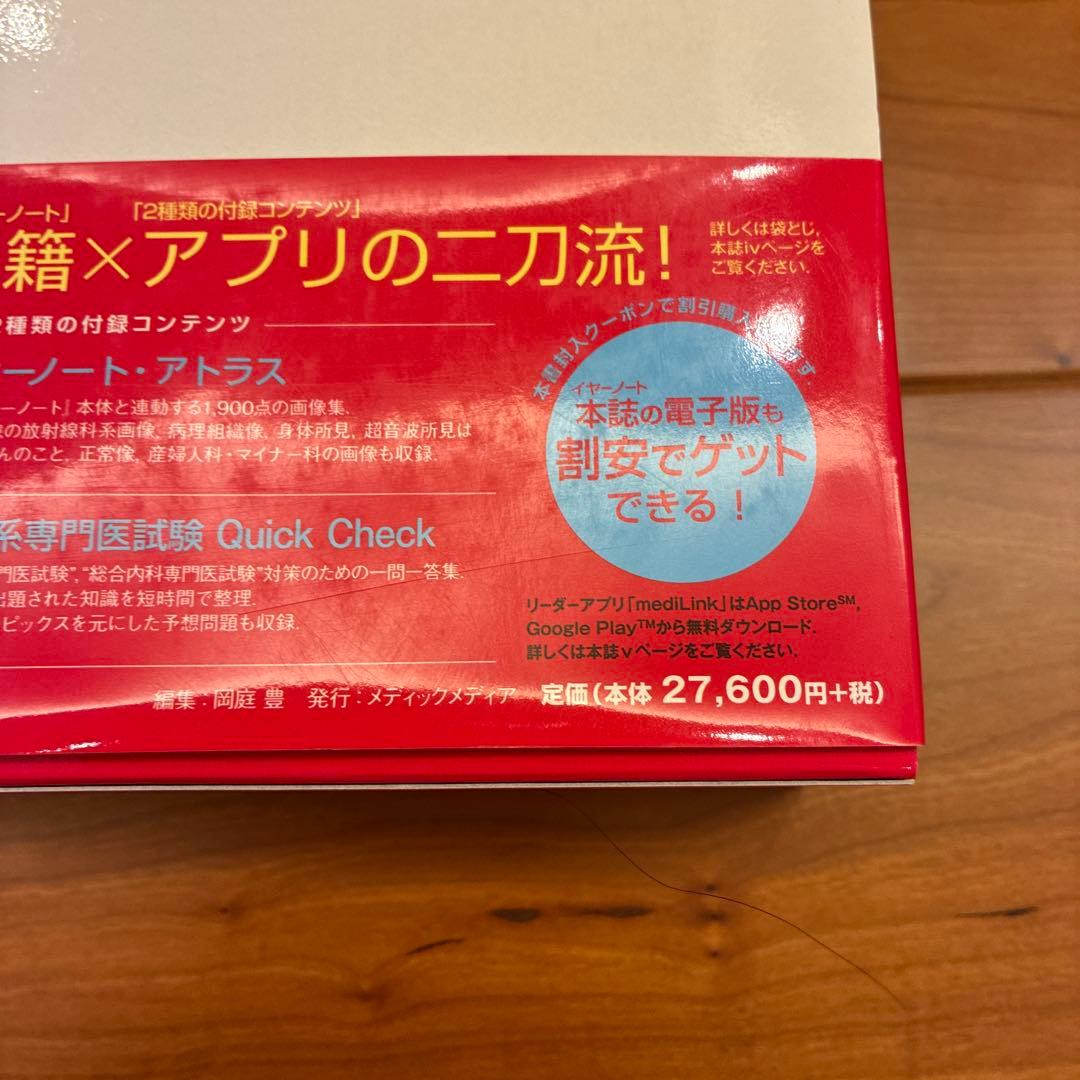 ーノート」
「2種類の付録コンテンツ」
籍×アプリの二刀流!
詳しくは袋とじ,
本誌ivページを
ご覧ください.
2種類の付録コンテンツ
ーノート・アトラス
ーノート』本体と連動する1,900点の画像集.
の放射線科系画像, 病理組織像, 身体所見, 超音波所見は
んのこと, 正常像, 産婦人科・マイナー科の画像も収録.
系専門医試験 Quick Check
門医試験”, “総合内科専門医試験”対策のための一問一答集.
出題された知識を短時間で整理.
ピックスを元にした予想問題も収録.
本書封入クーポンで割引購入
す.
イヤーノート
本誌の電子版も
割安でゲット
できる!
リーダーアプリ「mediLink」はApp Store℠,
Google Play™から無料ダウンロード.
詳しくは本誌vページをご覧ください.
編集:岡庭 豊 発行:メディックメディア 定価(本体 27,600円+税)